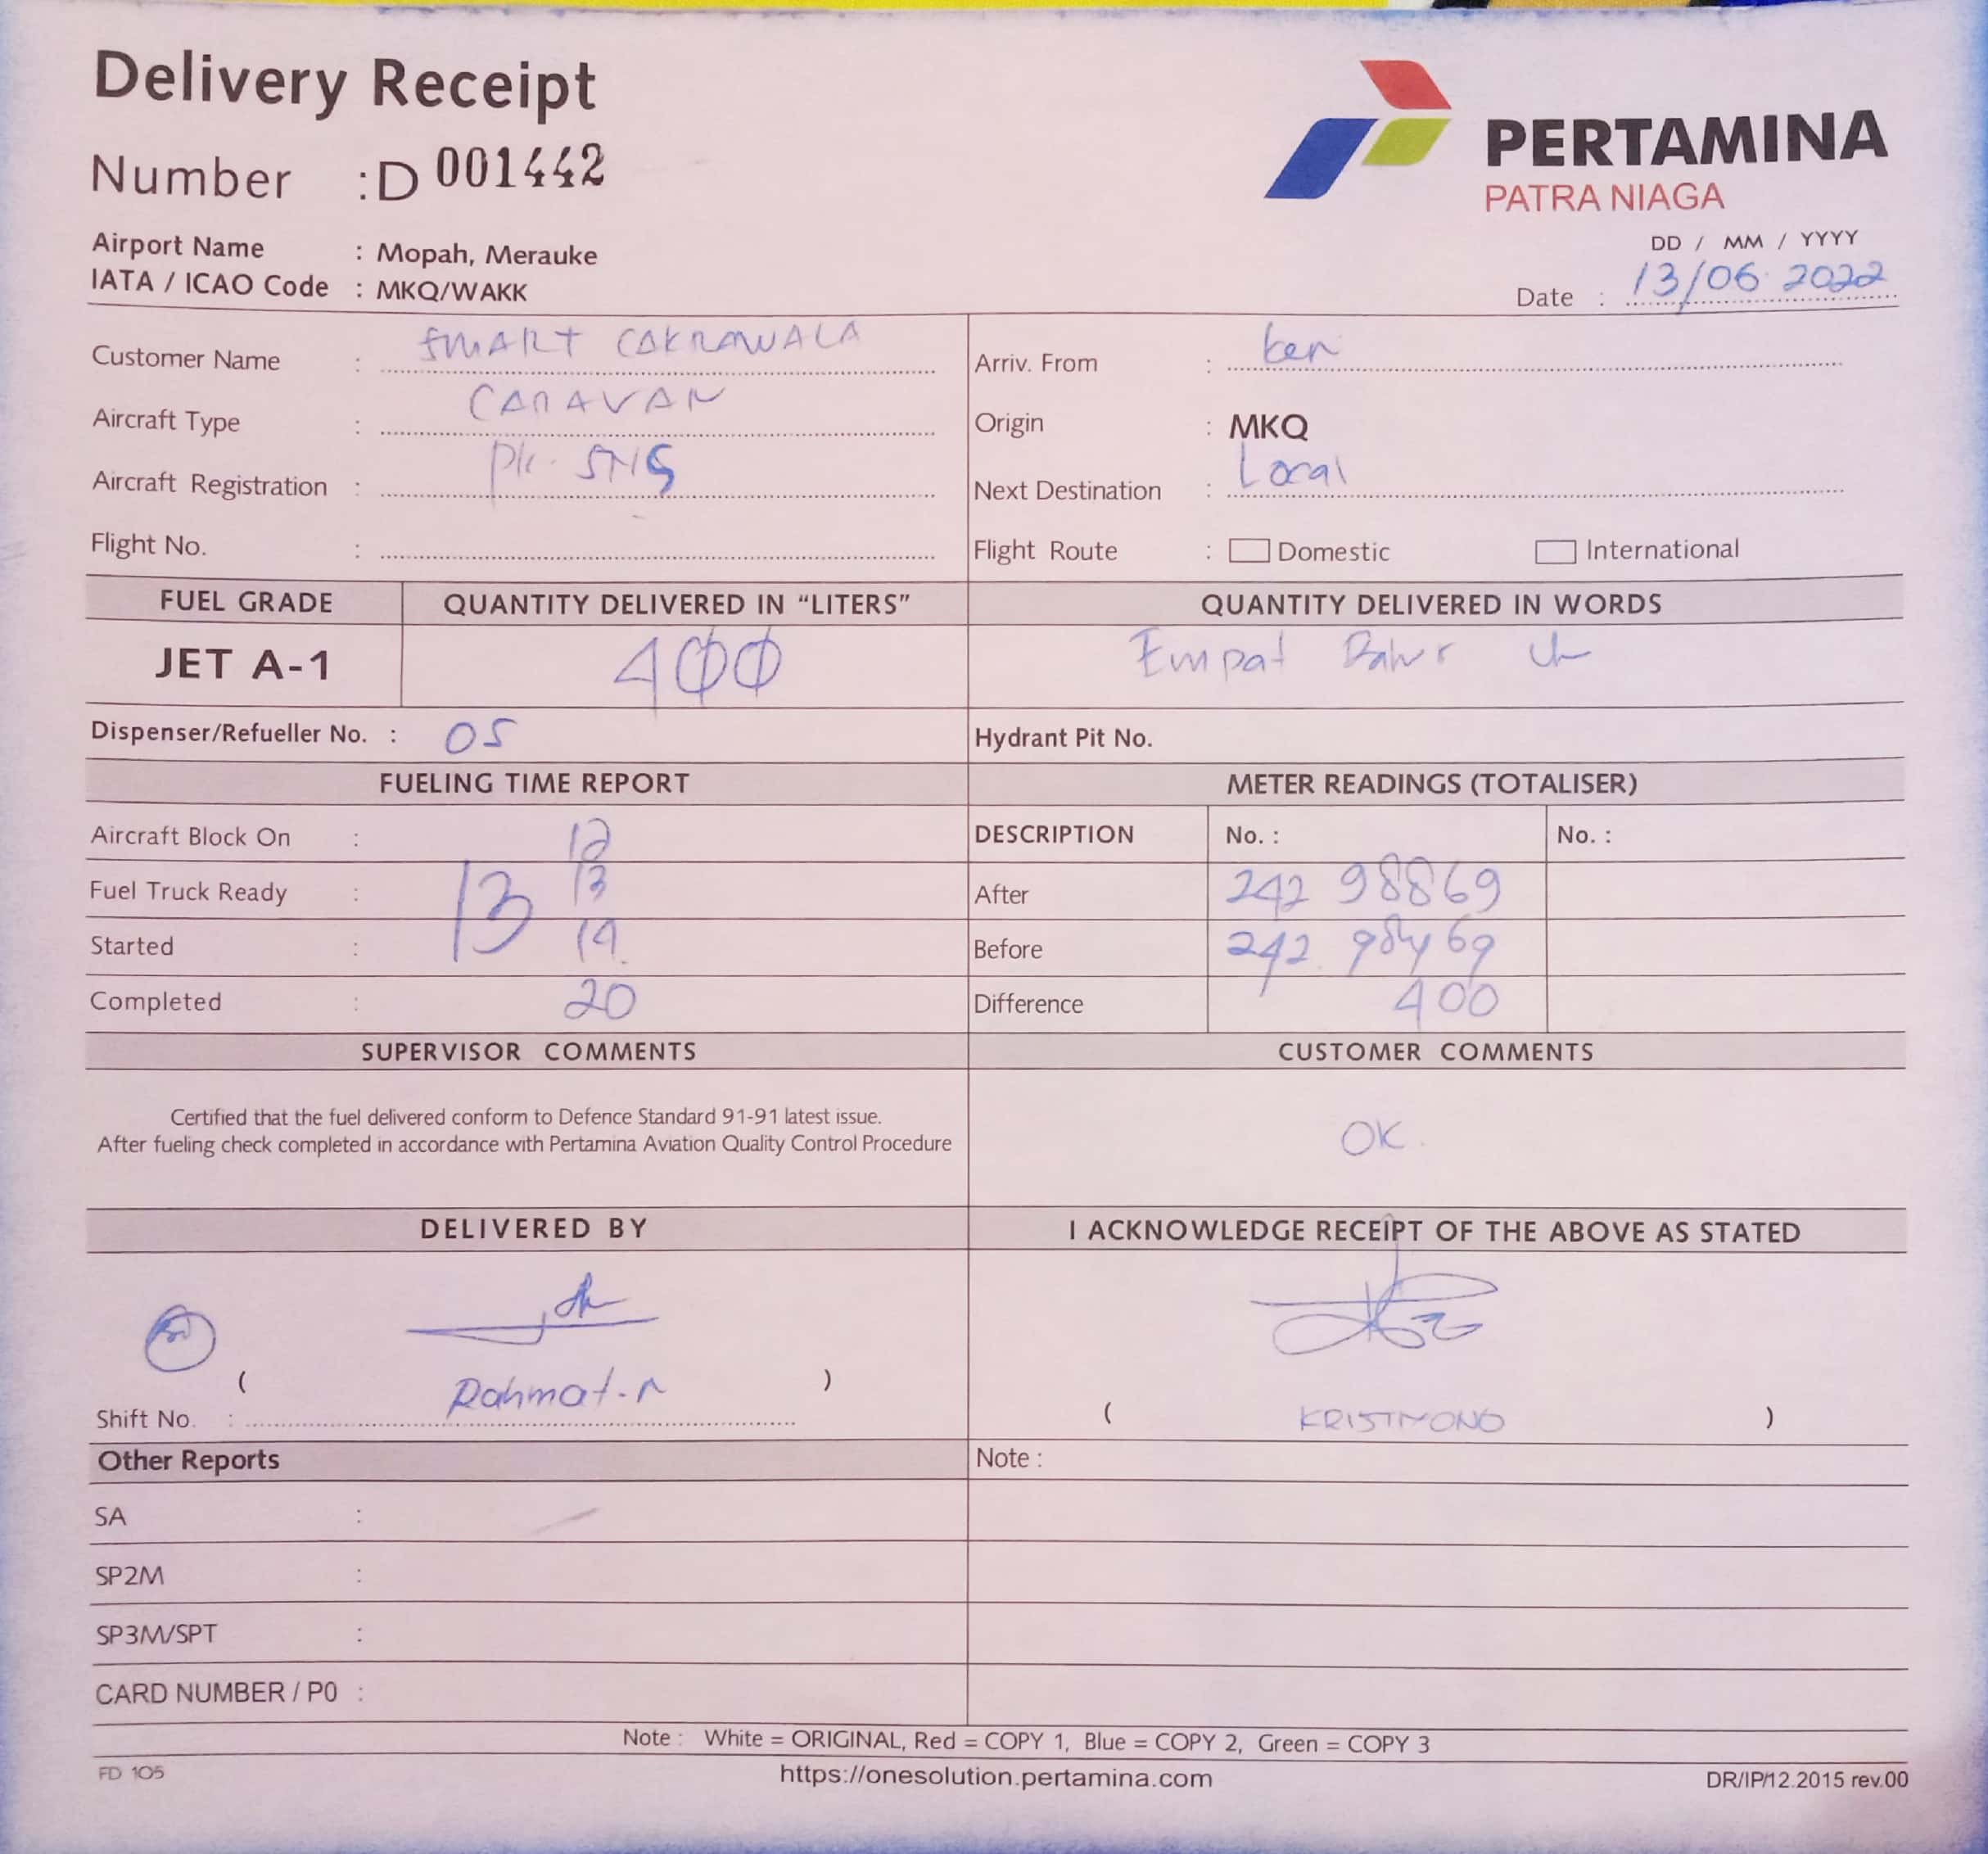 Delivery Receipt
Number : D 001442
PERTAMINA
PATRA NIAGA
Airport Name : Mopah, Merauke
IATA / ICAO Code : MKQ/WAKK
DD / MM / YYYY
Date : 13/06 2022
Customer Name : SMART CAKRAWALA
Arriv. From :
Aircraft Type : CARAVAN
Origin : MKQ
Aircraft Registration : PK-
Next Destination : Local
Flight No. :
Flight Route : Domestic International
FUEL GRADE QUANTITY DELIVERED IN “LITERS” QUANTITY DELIVERED IN WORDS
JET A-1 400 Empat
Dispenser/Refueller No. : 05 Hydrant Pit No.
FUELING TIME REPORT METER READINGS (TOTALISER)
Aircraft Block On : 12 DESCRIPTION No. : No. :
Fuel Truck Ready : 13 13 After 242 98869
Started : 14 Before 242 98469
Completed : 20 Difference 400
SUPERVISOR COMMENTS CUSTOMER COMMENTS
Certified that the fuel delivered conform to Defence Standard 91-91 latest issue.
After fueling check completed in accordance with Pertamina Aviation Quality Control Procedure
OK.
DELIVERED BY I ACKNOWLEDGE RECEIPT OF THE ABOVE AS STATED
( Rahmat.R )
Shift No. :
( KRISTIYONO )
Other Reports Note :
SA :
SP2M :
SP3M/SPT :
CARD NUMBER / P0 :
Note : White = ORIGINAL, Red = COPY 1, Blue = COPY 2, Green = COPY 3
FD 105 https://onesolution.pertamina.com DR/IP/12.2015 rev.00